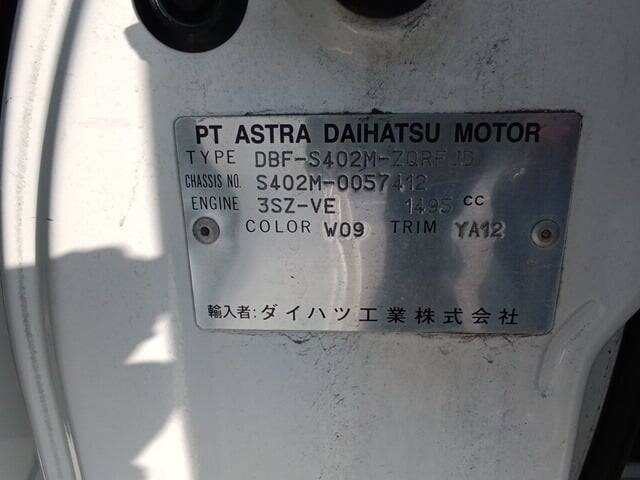 PT ASTRA DAIHATSU MOTOR
TYPE DBF-S402M-ZQRFJD
CHASSIS NO. S402M-0057412
ENGINE 3SZ-VE 1495 CC
COLOR W09 TRIM YA12
輸入者: ダイハツ工業株式会社